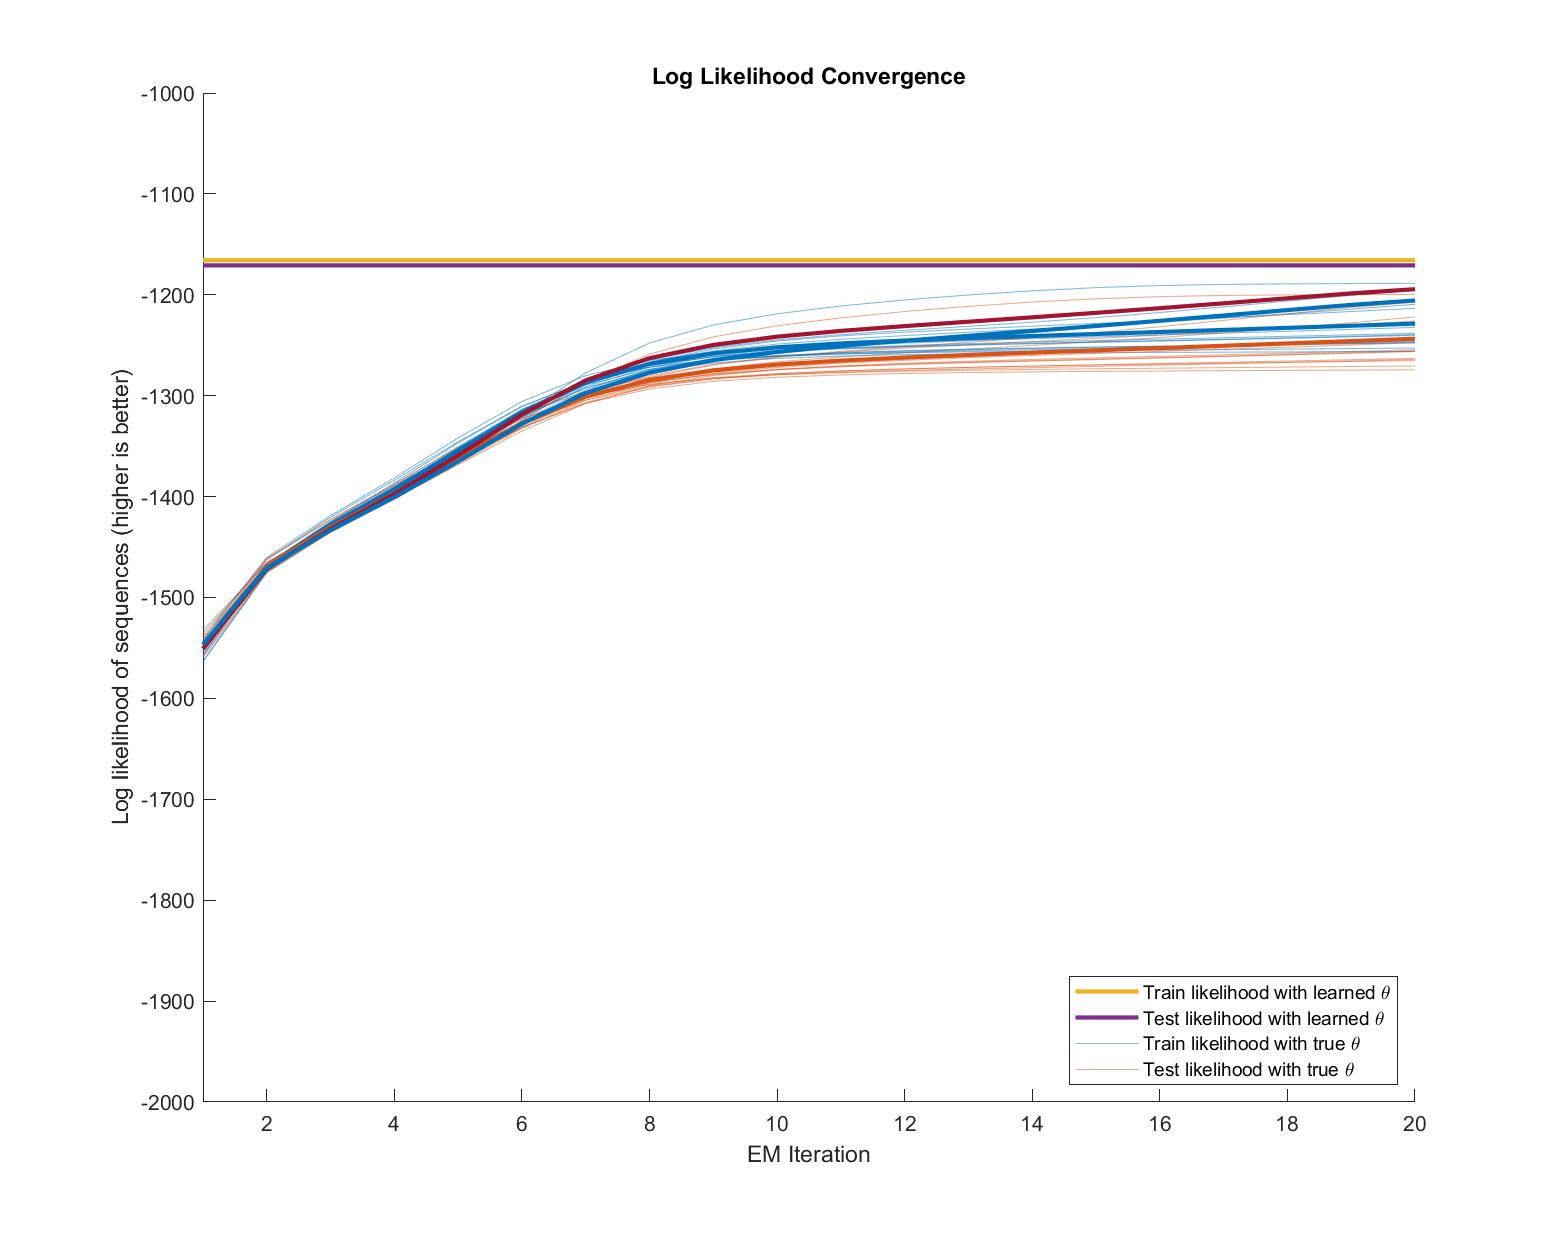 Log Likelihood Convergence
Log likelihood of sequences (higher is better)
-1000
-1100
-1200
-1300
-1400
-1500
-1600
-1700
-1800
-1900
-2000
2 4 6 8 10 12 14 16 18 20
EM Iteration
Train likelihood with learned θ
Test likelihood with learned θ
Train likelihood with true θ
Test likelihood with true θ